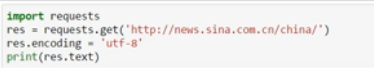 import requests
res = requests.get('http://news.sina.com.cn/china/')
res.encoding = 'utf-8'
print(res.text)